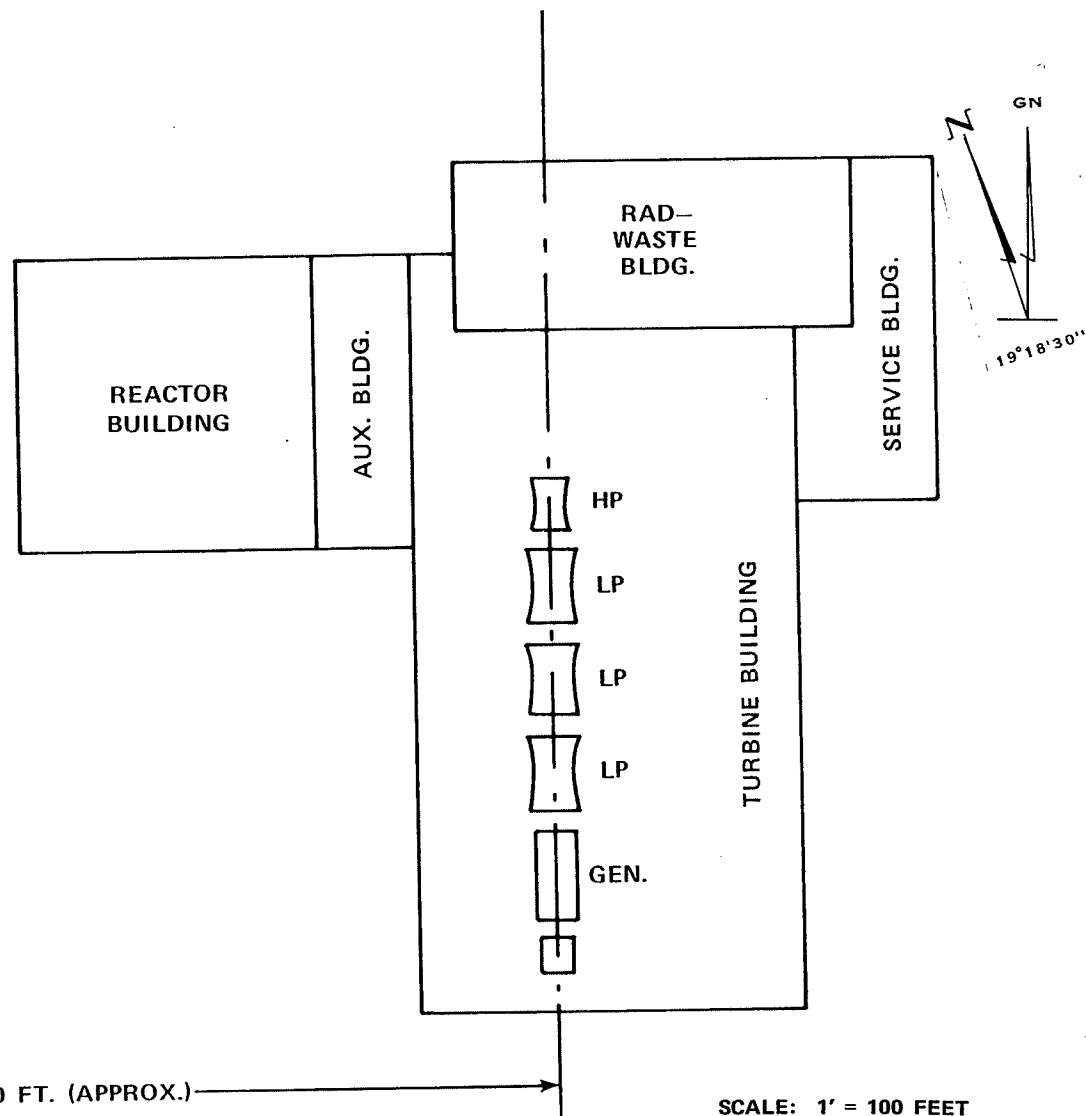 GN
N
RAD–
WASTE
BLDG.
REACTOR
BUILDING
AUX. BLDG.
SERVICE BLDG.
19°18'30"
HP
LP
LP
LP
TURBINE BUILDING
GEN.
FT. (APPROX.)
SCALE: 1' = 100 FEET